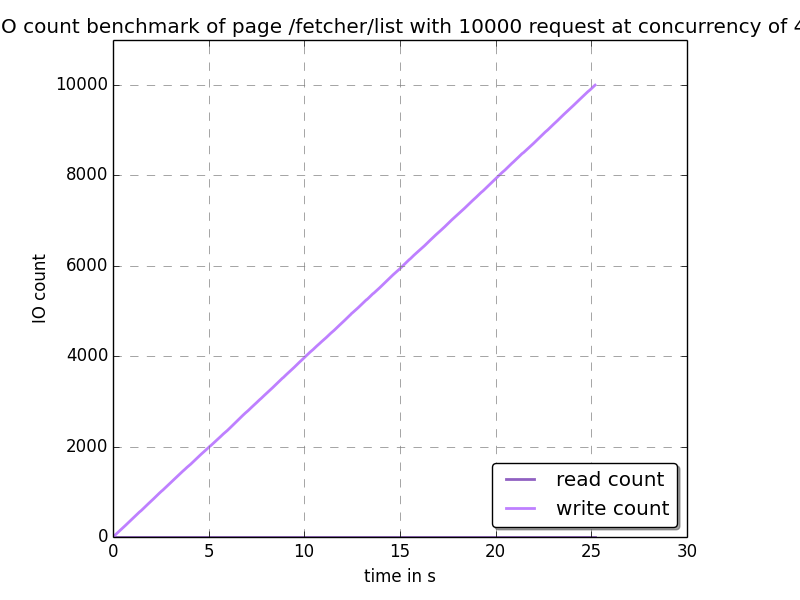 O count benchmark of page /fetcher/list with 10000 request at concurrency of 4
10000
8000
6000
4000
2000
0
IO count
0 5 10 15 20 25 30
time in s
read count
write count